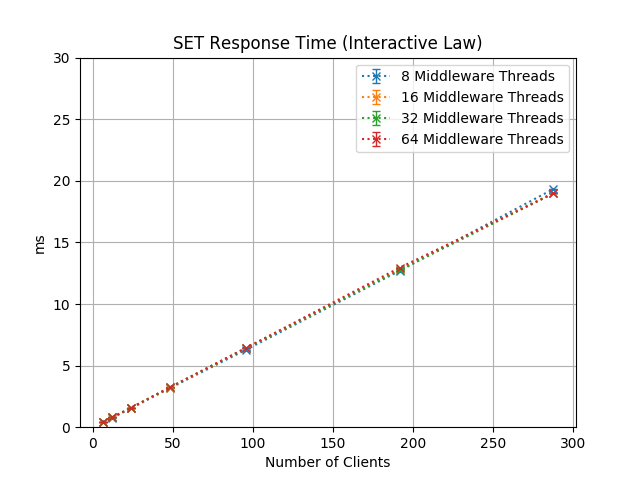 SET Response Time (Interactive Law)
8 Middleware Threads
16 Middleware Threads
32 Middleware Threads
64 Middleware Threads
30
25
20
15
10
5
0
ms
0 50 100 150 200 250 300
Number of Clients